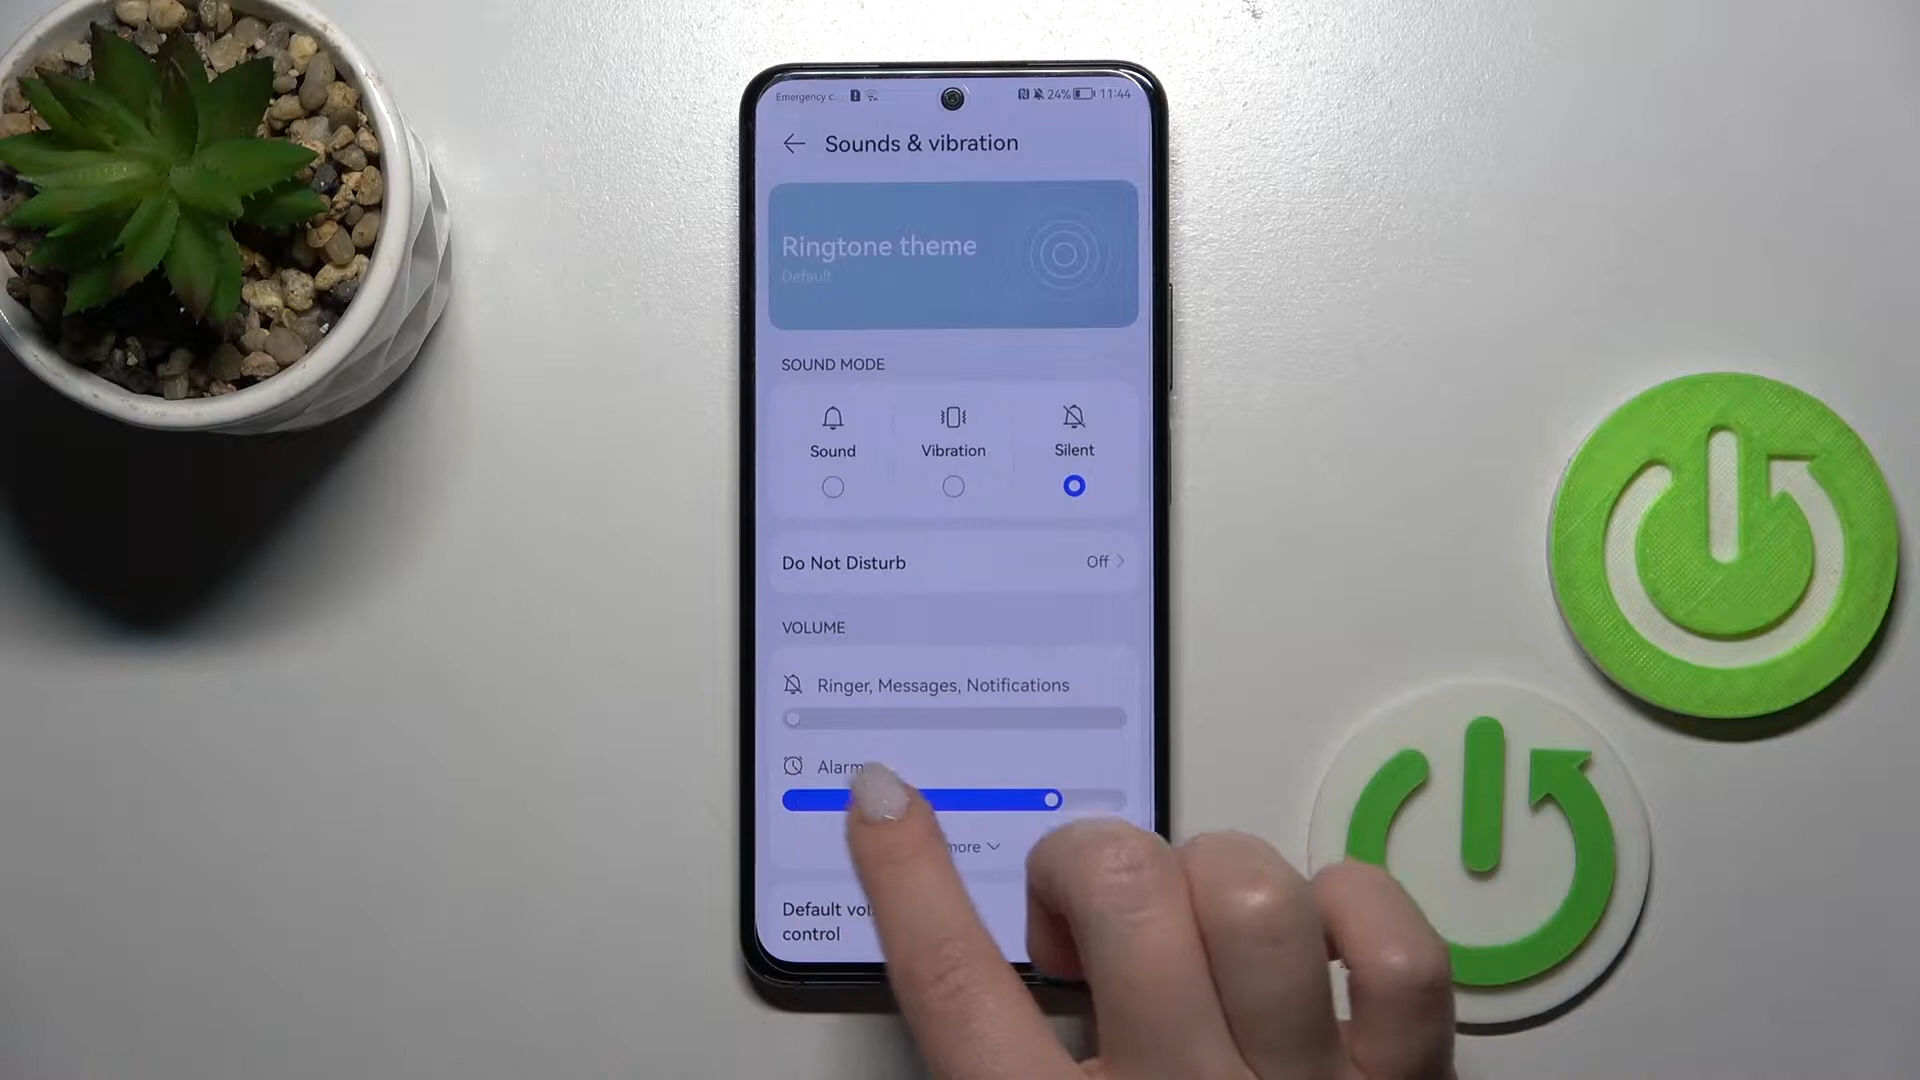 Emergency c... 24% 11:44
Sounds & vibration
Ringtone theme
Default
SOUND MODE
Sound Vibration Silent
Do Not Disturb Off
VOLUME
Ringer, Messages, Notifications
Alarm
more
Default
control